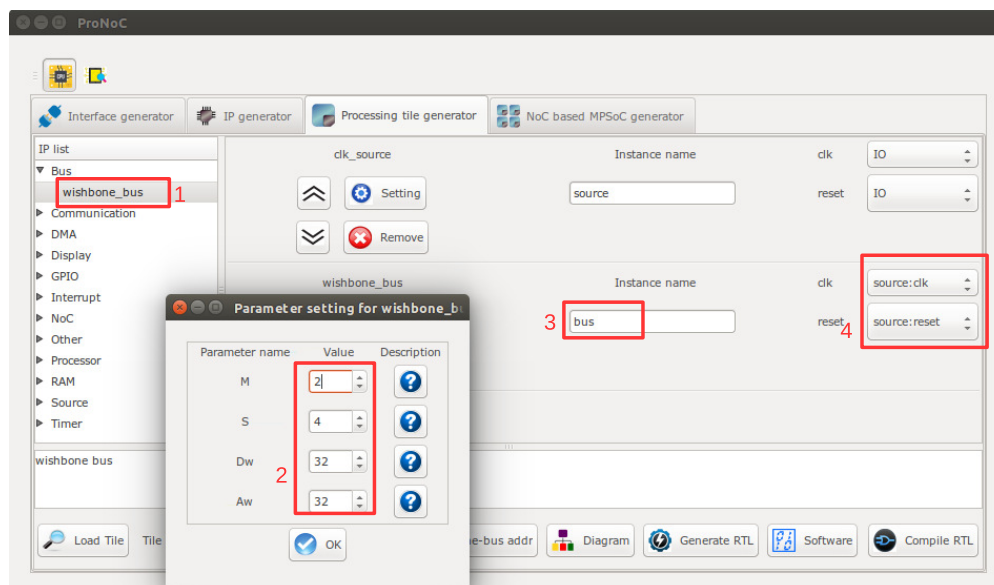 ProNoC
Interface generator
IP generator
Processing tile generator
NoC based MPSoC generator
IP list
Bus
wishbone_bus
1
Communication
DMA
Display
GPIO
Interrupt
NoC
Other
Processor
RAM
Source
Timer
clk_source
Instance name
clk
IO
Setting
source
reset
IO
Remove
wishbone_bus
Instance name
clk
source:clk
3
bus
reset
4
source:reset
Parameter setting for wishbone_b
Parameter name Value Description
M 2
S 4
Dw 32
2
Aw 32
OK
wishbone bus
Load Tile
Tile
e-bus addr
Diagram
Generate RTL
Software
Compile RTL